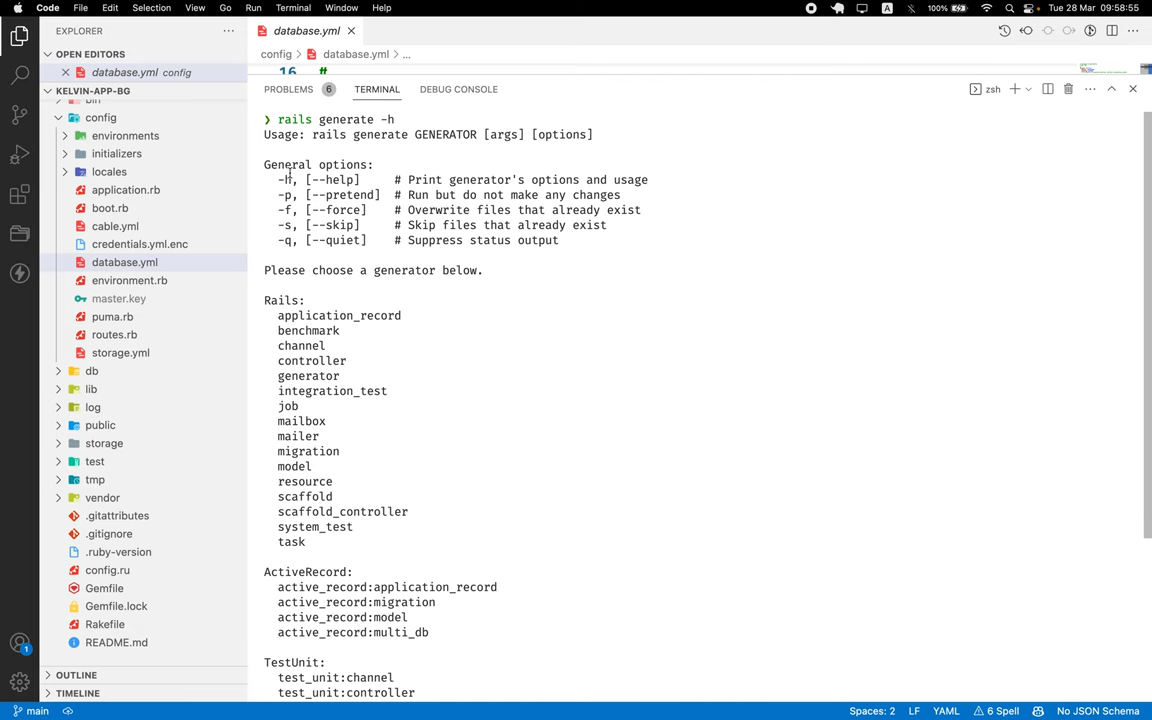 Code File Edit Selection View Go Run Terminal Window Help
100% Tue 28 Mar 09:58:55
EXPLORER
OPEN EDITORS
database.yml config
KELVIN-APP-BG
bin
config
environments
initializers
locales
application.rb
boot.rb
cable.yml
credentials.yml.enc
database.yml
environment.rb
master.key
puma.rb
routes.rb
storage.yml
db
lib
log
public
storage
test
tmp
vendor
.gitattributes
.gitignore
.ruby-version
config.ru
Gemfile
Gemfile.lock
Rakefile
README.md
OUTLINE
TIMELINE
database.yml
config > database.yml > ...
16 #
PROBLEMS 6 TERMINAL DEBUG CONSOLE
zsh
❯ rails generate -h
Usage: rails generate GENERATOR [args] [options]
General options:
-h, [--help] # Print generator's options and usage
-p, [--pretend] # Run but do not make any changes
-f, [--force] # Overwrite files that already exist
-s, [--skip] # Skip files that already exist
-q, [--quiet] # Suppress status output
Please choose a generator below.
Rails:
application_record
benchmark
channel
controller
generator
integration_test
job
mailbox
mailer
migration
model
resource
scaffold
scaffold_controller
system_test
task
ActiveRecord:
active_record:application_record
active_record:migration
active_record:model
active_record:multi_db
TestUnit:
test_unit:channel
test_unit:controller
1
main
Spaces: 2 LF YAML 6 Spell No JSON Schema